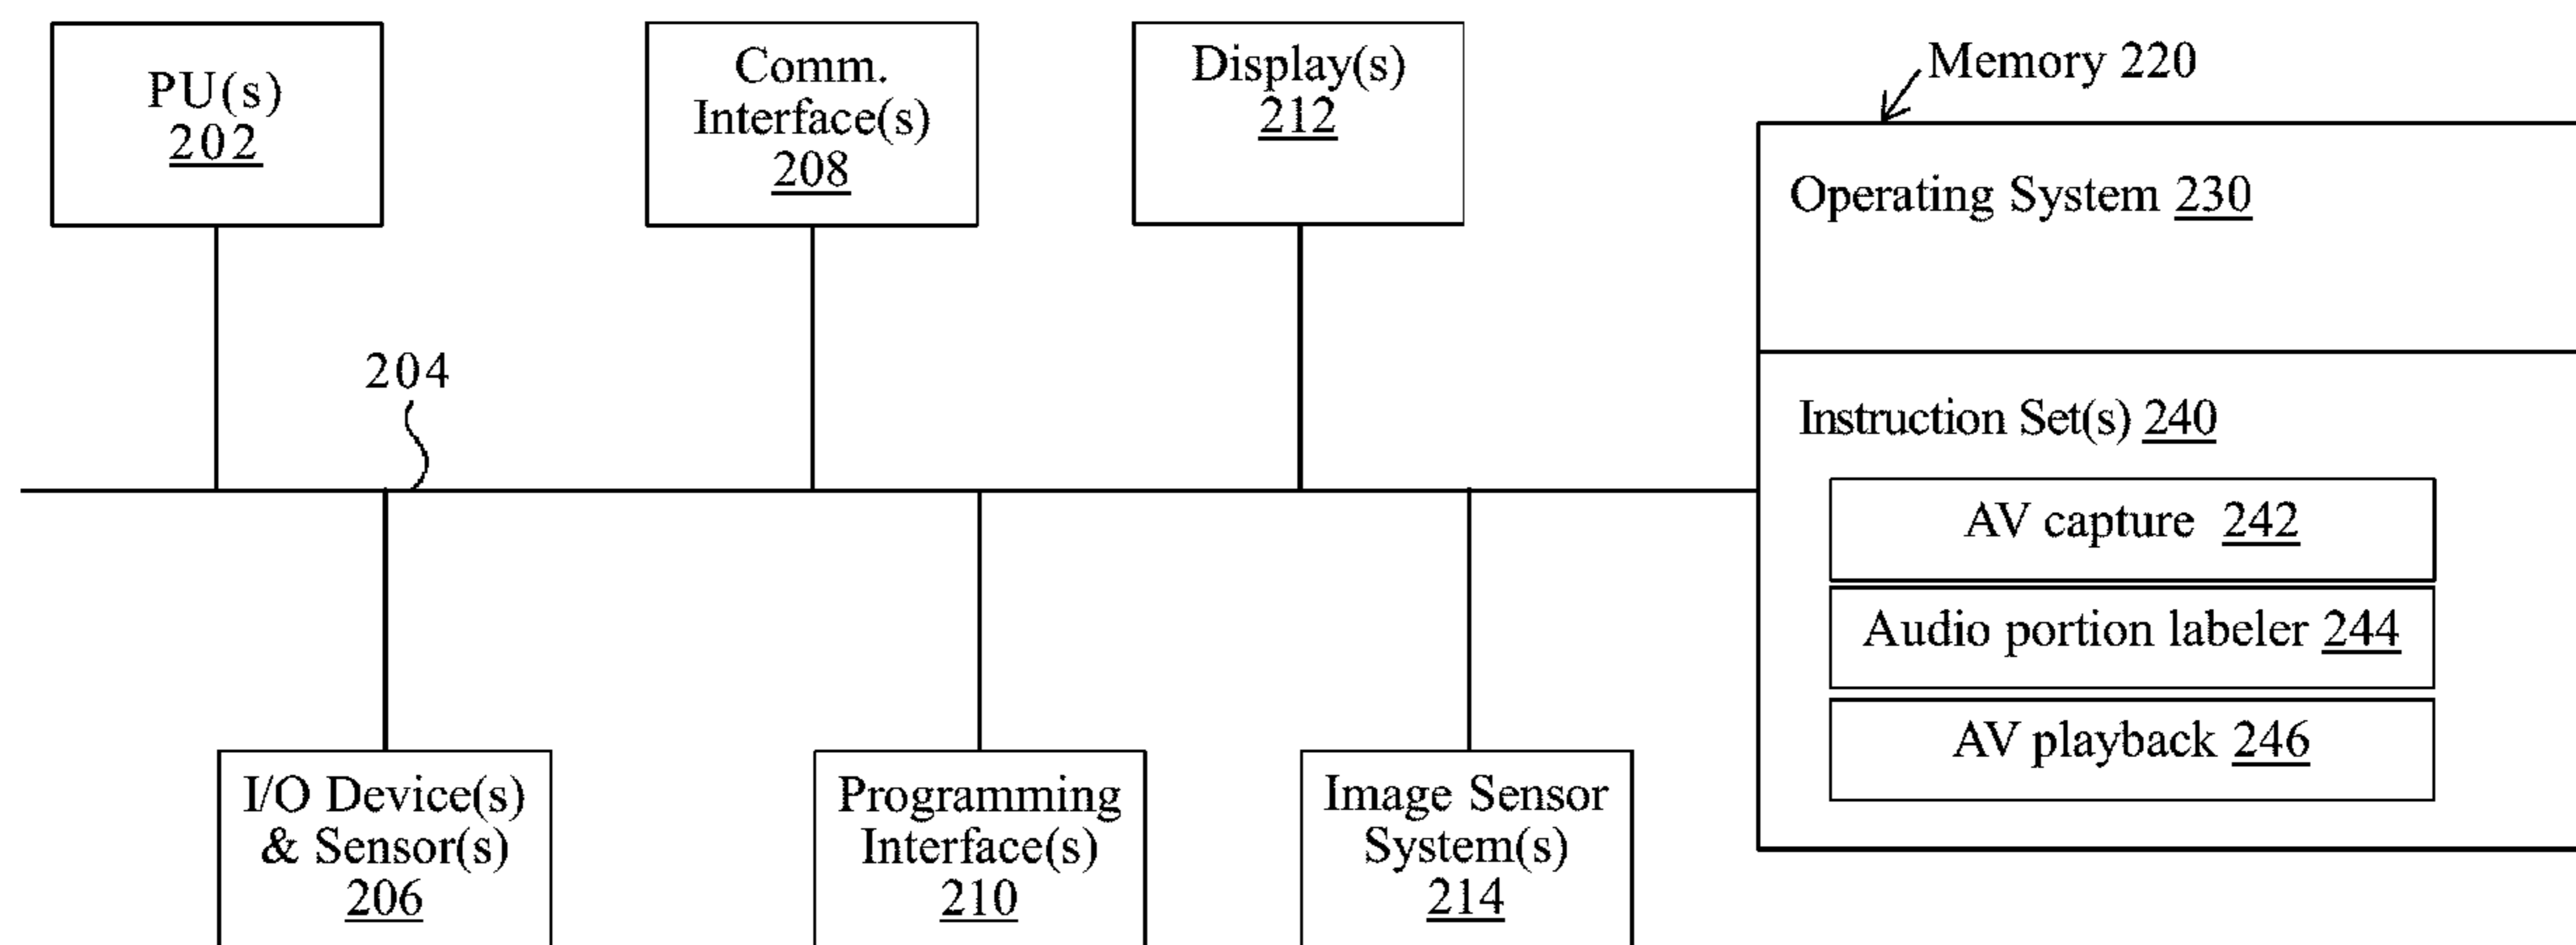 PU(s)
202
Comm.
Interface(s)
208
Display(s)
212
Memory 220
Operating System 230
204
Instruction Set(s) 240
AV capture 242
Audio portion labeler 244
AV playback 246
I/O Device(s)
& Sensor(s)
206
Programming
Interface(s)
210
Image Sensor
System(s)
214